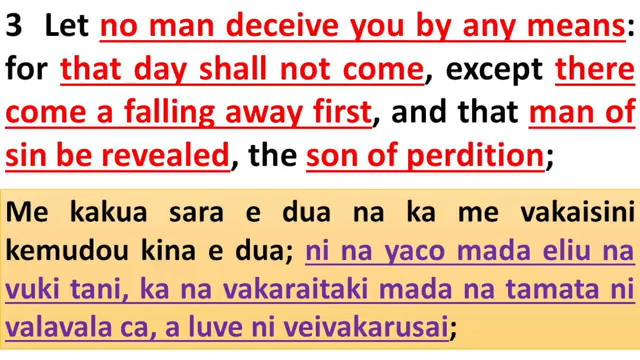 3 Let no man deceive you by any means:
for that day shall not come, except there
come a falling away first, and that man of
sin be revealed, the son of perdition;
Me kakua sara e dua na ka me vakaisini
kemudou kina e dua; ni na yaco mada eliu na
vuki tani, ka na vakaraitaki mada na tamata ni
valavala ca, a luve ni veivakarusai;